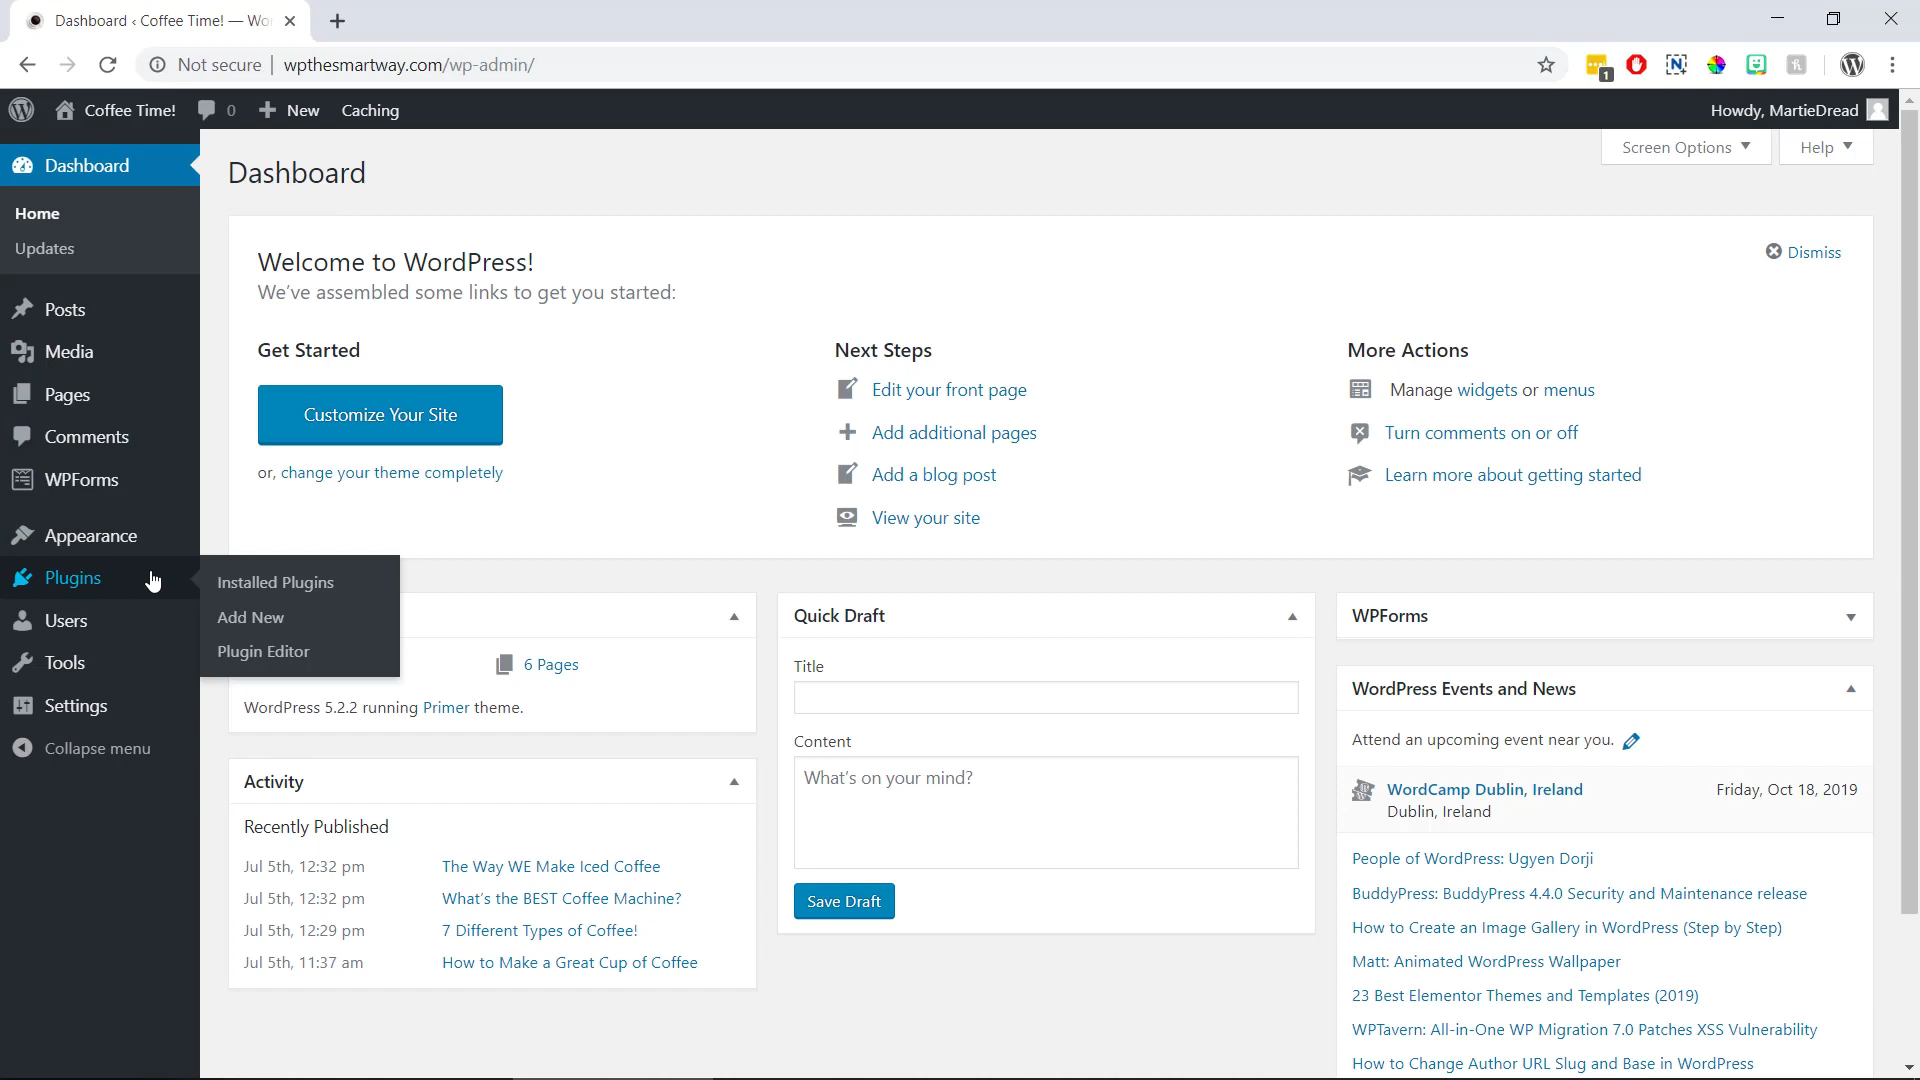 Dashboard ‹ Coffee Time! — Wo
Not secure | wpthesmartway.com/wp-admin/
1
Coffee Time! 0 New Caching
Howdy, MartieDread
Dashboard
Home
Updates
Posts
Media
Pages
Comments
WPForms
Appearance
Plugins
Users
Tools
Settings
Collapse menu
Installed Plugins
Add New
Plugin Editor
Screen Options
Help
Dashboard
Welcome to WordPress!
We've assembled some links to get you started:
Dismiss
Get Started
Customize Your Site
or, change your theme completely
Next Steps
Edit your front page
Add additional pages
Add a blog post
View your site
More Actions
Manage widgets or menus
Turn comments on or off
Learn more about getting started
6 Pages
WordPress 5.2.2 running Primer theme.
Activity
Recently Published
Jul 5th, 12:32 pm The Way WE Make Iced Coffee
Jul 5th, 12:32 pm What's the BEST Coffee Machine?
Jul 5th, 12:29 pm 7 Different Types of Coffee!
Jul 5th, 11:37 am How to Make a Great Cup of Coffee
Quick Draft
Title
Content
What's on your mind?
Save Draft
WPForms
WordPress Events and News
Attend an upcoming event near you.
WordCamp Dublin, Ireland Friday, Oct 18, 2019
Dublin, Ireland
People of WordPress: Ugyen Dorji
BuddyPress: BuddyPress 4.4.0 Security and Maintenance release
How to Create an Image Gallery in WordPress (Step by Step)
Matt: Animated WordPress Wallpaper
23 Best Elementor Themes and Templates (2019)
WPTavern: All-in-One WP Migration 7.0 Patches XSS Vulnerability
How to Change Author URL Slug and Base in WordPress